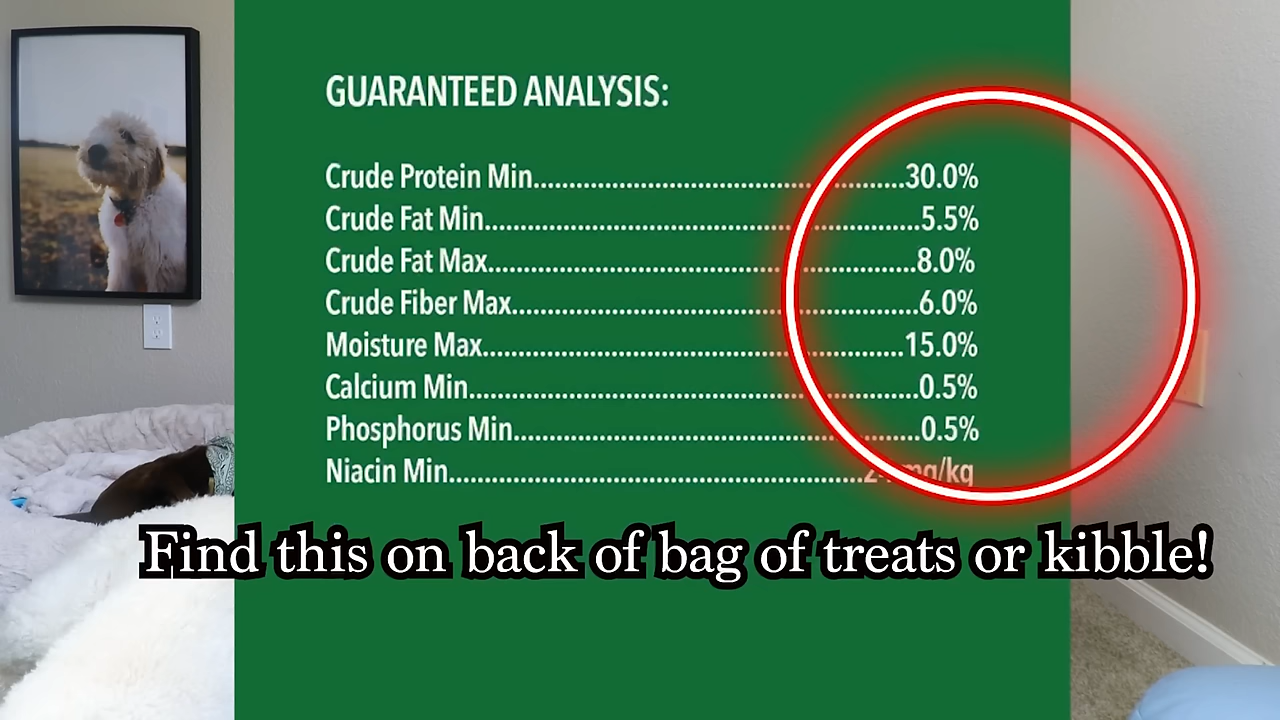 GUARANTEED ANALYSIS:
Crude Protein Min 30.0%
Crude Fat Min 5.5%
Crude Fat Max 8.0%
Crude Fiber Max 6.0%
Moisture Max 15.0%
Calcium Min 0.5%
Phosphorus Min 0.5%
Niacin Min mg/kg
Find this on back of bag of treats or kibble!